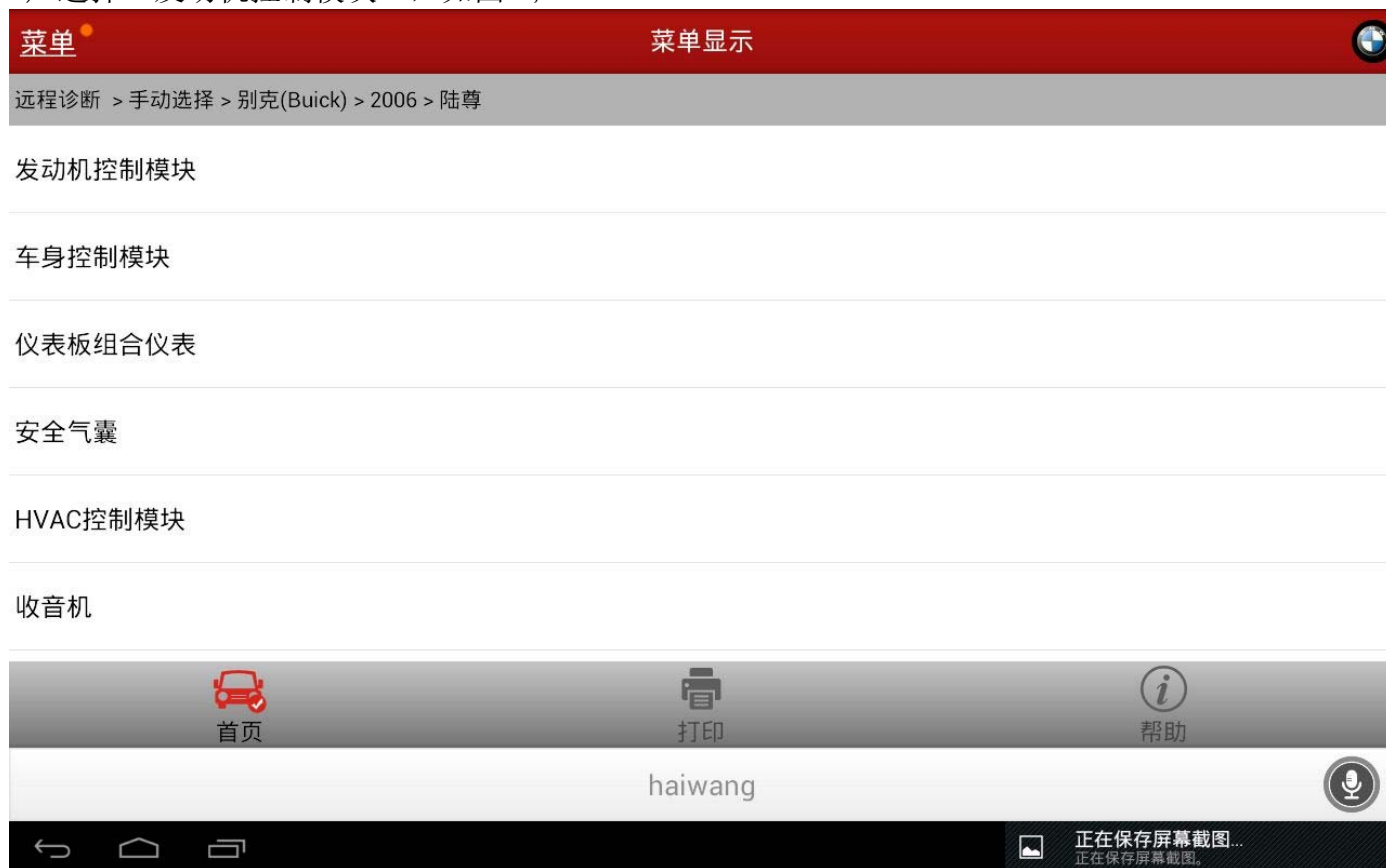 菜单
菜单显示
远程诊断 > 手动选择 > 别克(Buick) > 2006 > 陆尊
发动机控制模块
车身控制模块
仪表板组合仪表
安全气囊
HVAC控制模块
收音机
首页
打印
帮助
haiwang
正在保存屏幕截图...
正在保存屏幕截图。